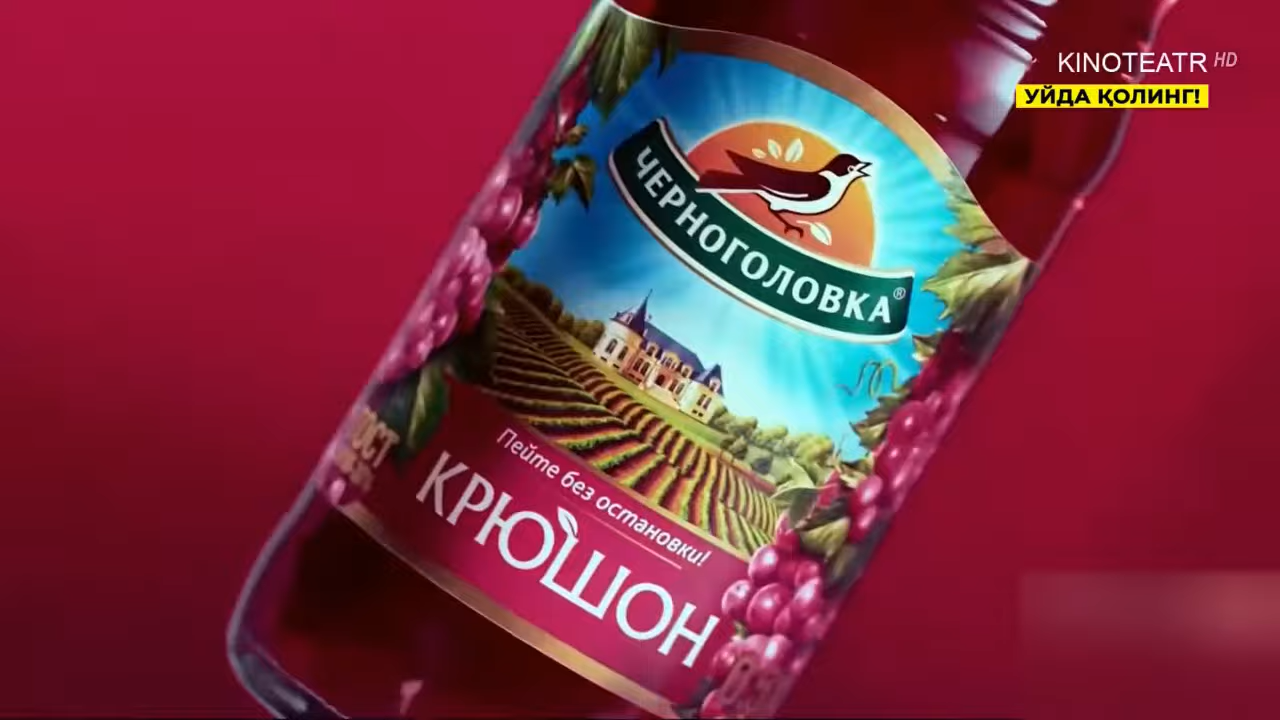 KINOTEATR HD
УЙДА ҚОЛИНГ!
ЧЕРНОГОЛОВКА®
Пейте без остановки!
КРЮШОН